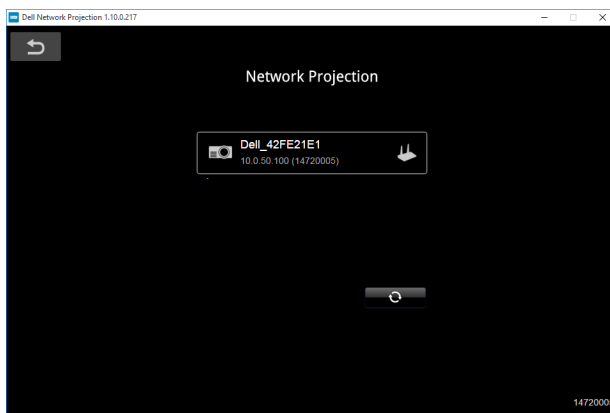 Dell Network Projection 1.10.0.217
Network Projection
Dell_42FE21E1
10.0.50.100 (14720005)
1472000